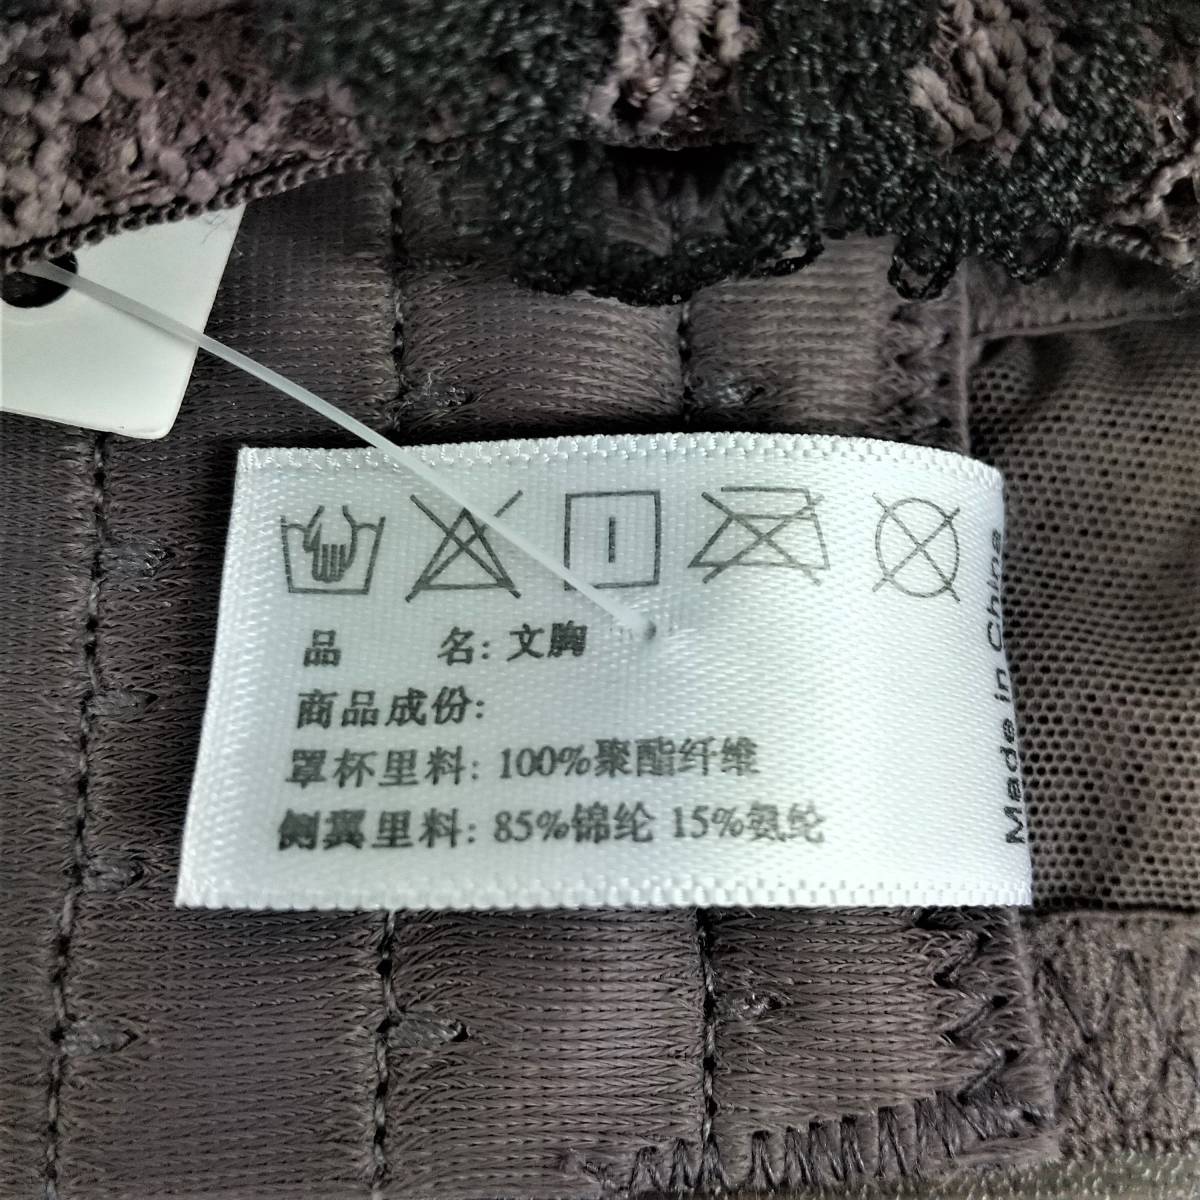 品 名: 文胸
商品成份:
罩杯里料: 100%聚酯纤维
侧翼里料: 85%锦纶 15%氨纶
Made in China